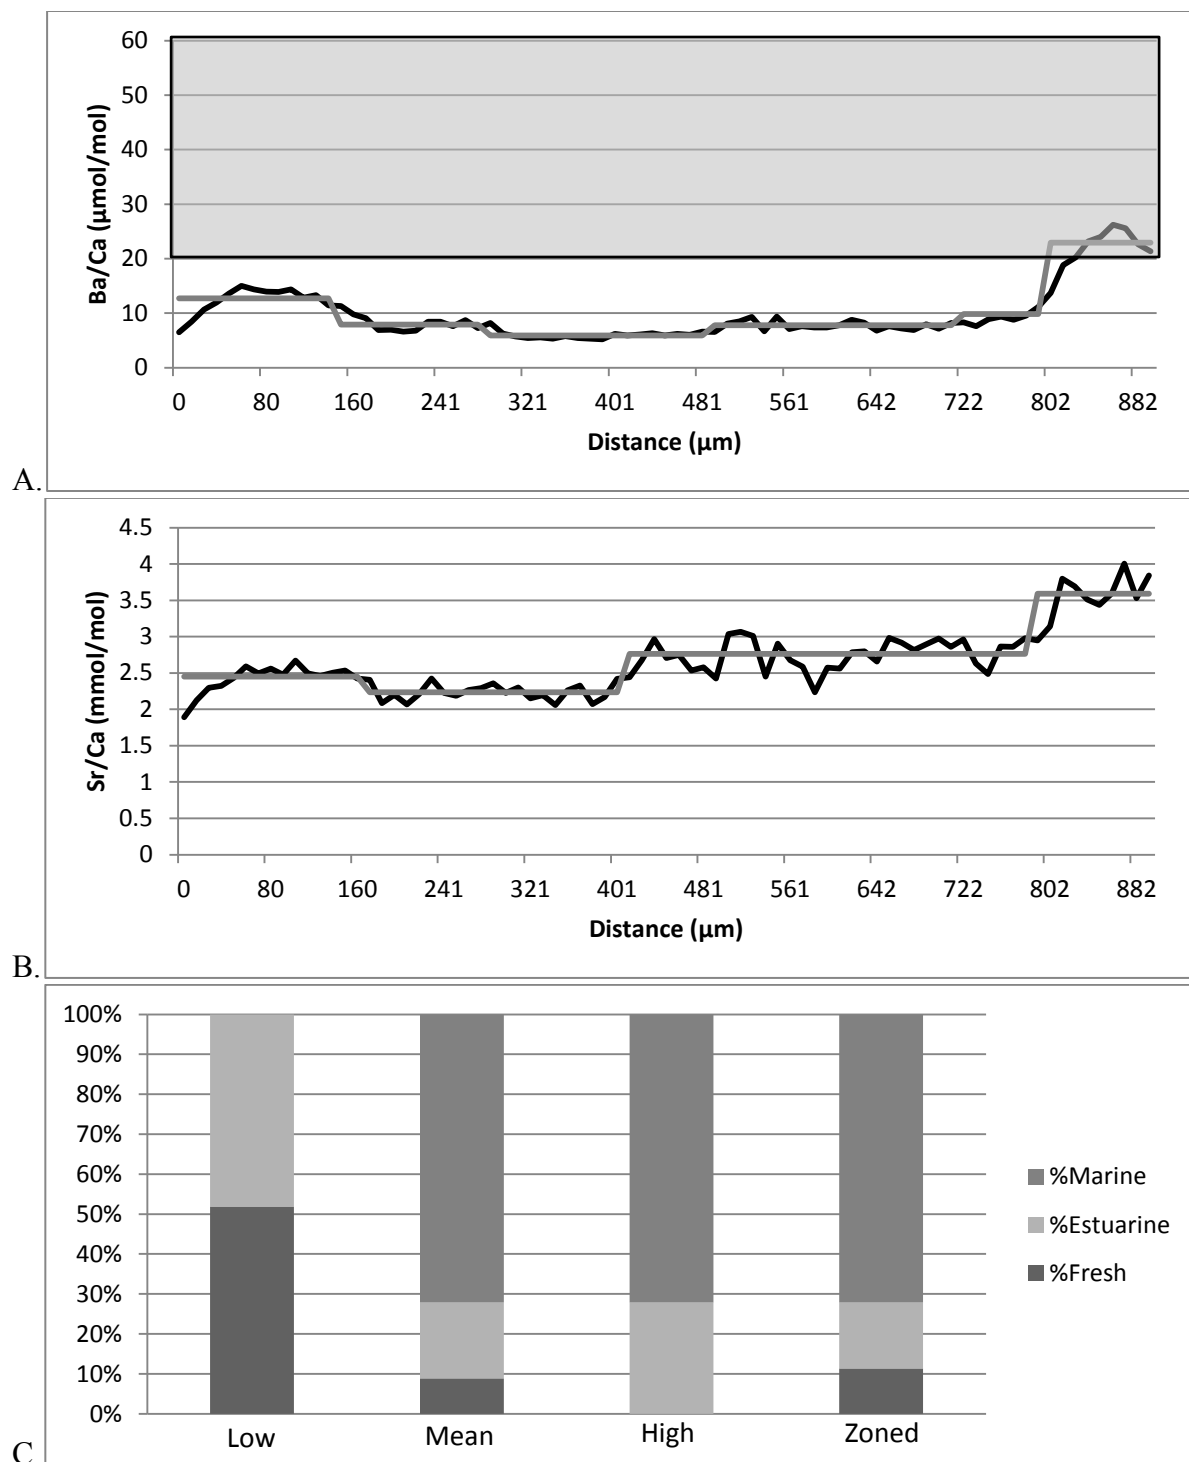 60
50
40
30
20
10
0
Ba/Ca (µmol/mol)
0 80 160 241 321 401 481 561 642 722 802 882
Distance (µm)
A.
4.5
4
3.5
3
2.5
2
1.5
1
0.5
0
Sr/Ca (mmol/mol)
0 80 160 241 321 401 481 561 642 722 802 882
Distance (µm)
B.
100%
90%
80%
70%
60%
50%
40%
30%
20%
10%
0%
Low Mean High Zoned
%Marine
%Estuarine
%Fresh
C